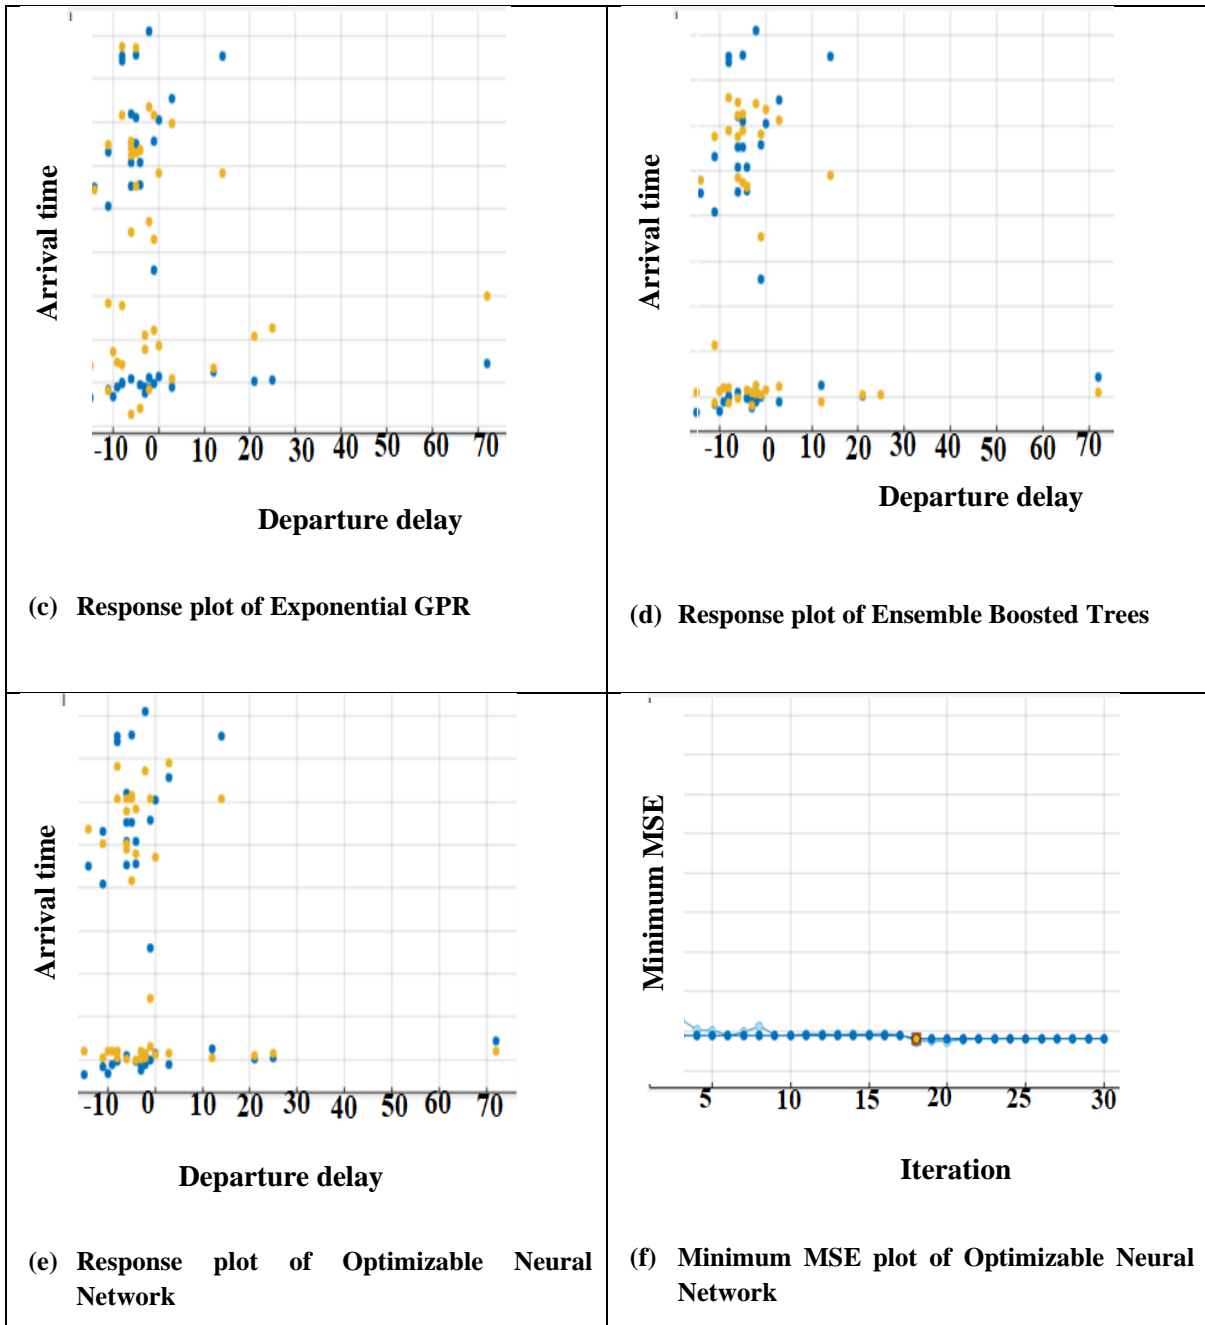 Arrival time
-10 0 10 20 30 40 50 60 70
Departure delay
(c) Response plot of Exponential GPR
Arrival time
-10 0 10 20 30 40 50 60 70
Departure delay
(d) Response plot of Ensemble Boosted Trees
Arrival time
-10 0 10 20 30 40 50 60 70
Departure delay
(e) Response plot of Optimizable Neural
Network
Minimum MSE
5 10 15 20 25 30
Iteration
(f) Minimum MSE plot of Optimizable Neural
Network